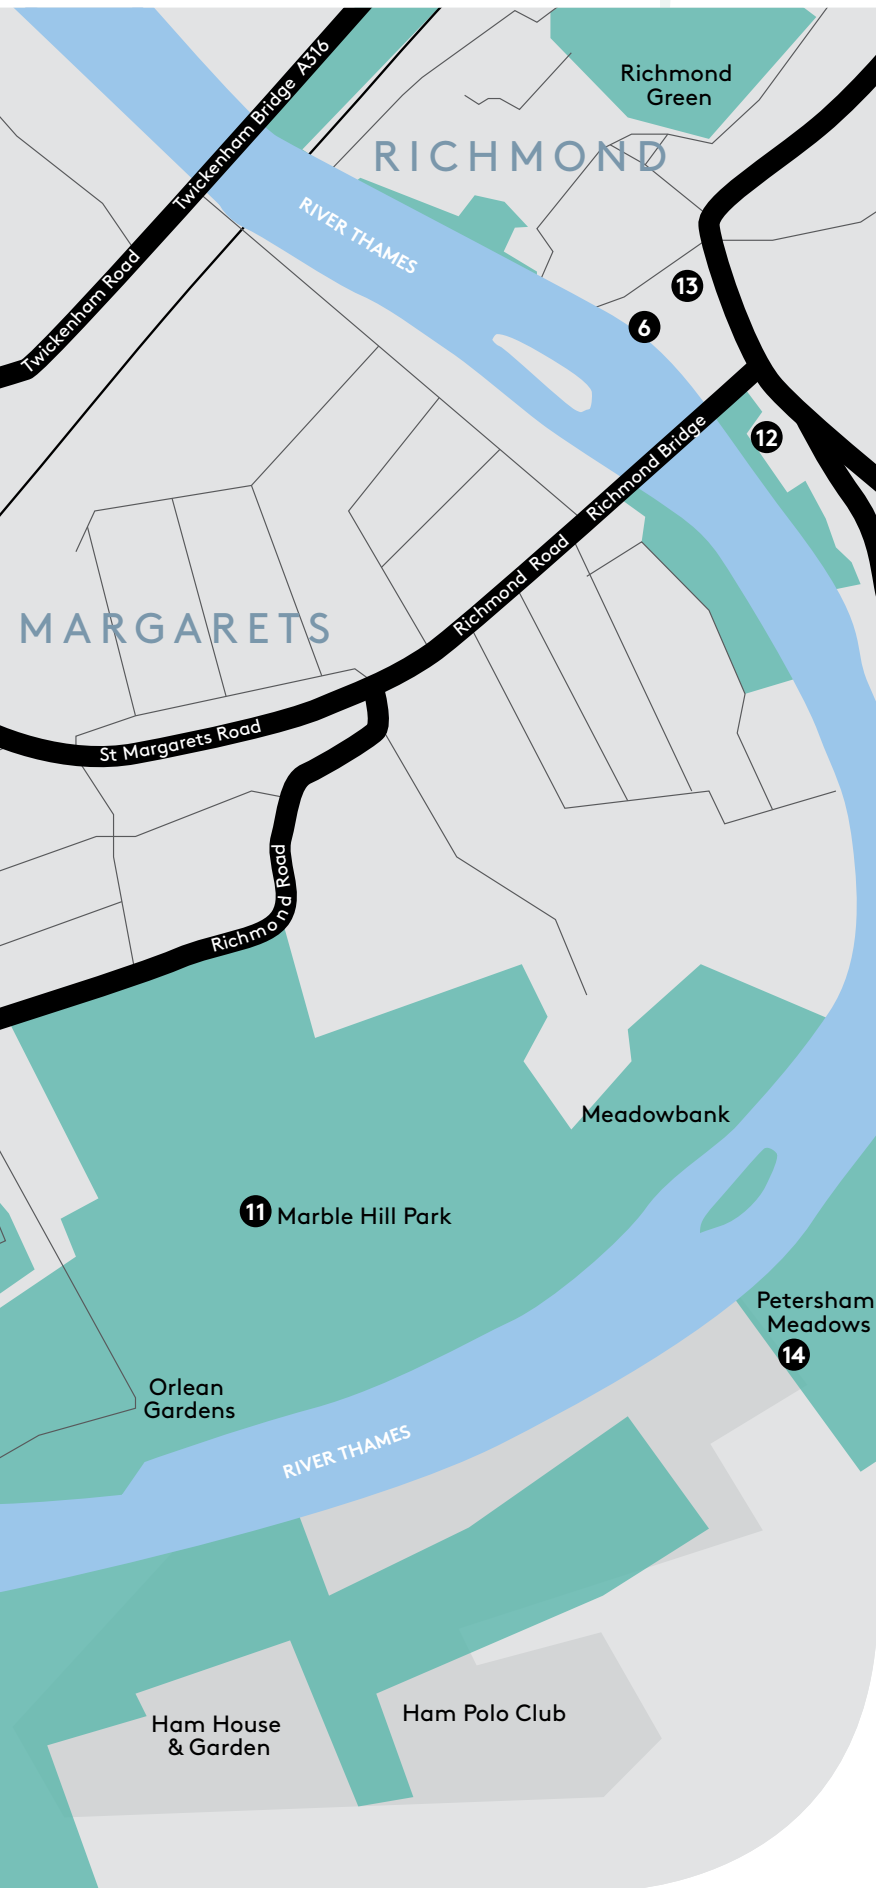 Richmond
Green
Twickenham Bridge A316
RICHMOND
RIVER THAMES
Twickenham Road
13
6
12
Richmond Bridge
Richmond Road
MARGARETS
St Margarets Road
Richmond Road
Meadowbank
11 Marble Hill Park
Petersham
Meadows
14
Orlean
Gardens
RIVER THAMES
Ham House
& Garden
Ham Polo Club